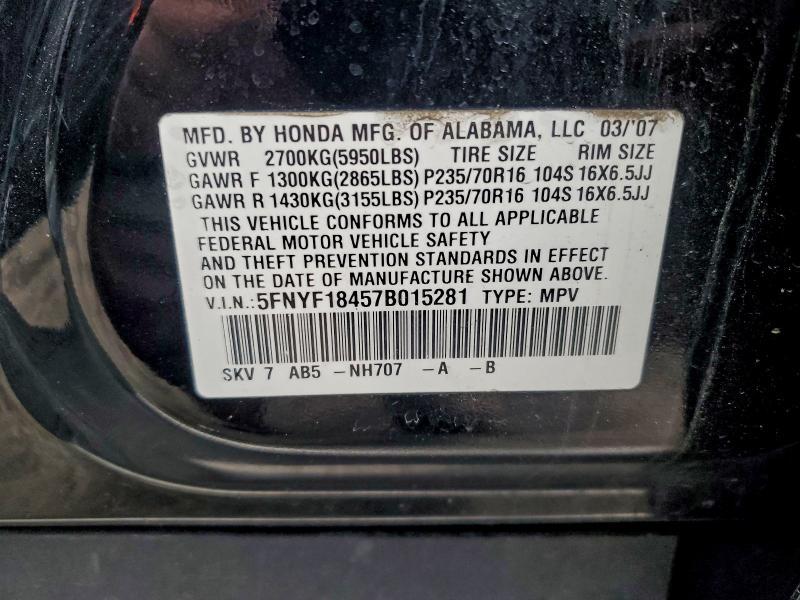 MFD. BY HONDA MFG. OF ALABAMA, LLC 03/'07
GVWR 2700KG(5950LBS) TIRE SIZE RIM SIZE
GAWR F 1300KG(2865LBS) P235/70R16 104S 16X6.5JJ
GAWR R 1430KG(3155LBS) P235/70R16 104S 16X6.5JJ
THIS VEHICLE CONFORMS TO ALL APPLICABLE
FEDERAL MOTOR VEHICLE SAFETY
AND THEFT PREVENTION STANDARDS IN EFFECT
ON THE DATE OF MANUFACTURE SHOWN ABOVE.
V.I.N.: 5FNYF18457B015281 TYPE: MPV
SKV 7 AB5 -NH707 -A -B